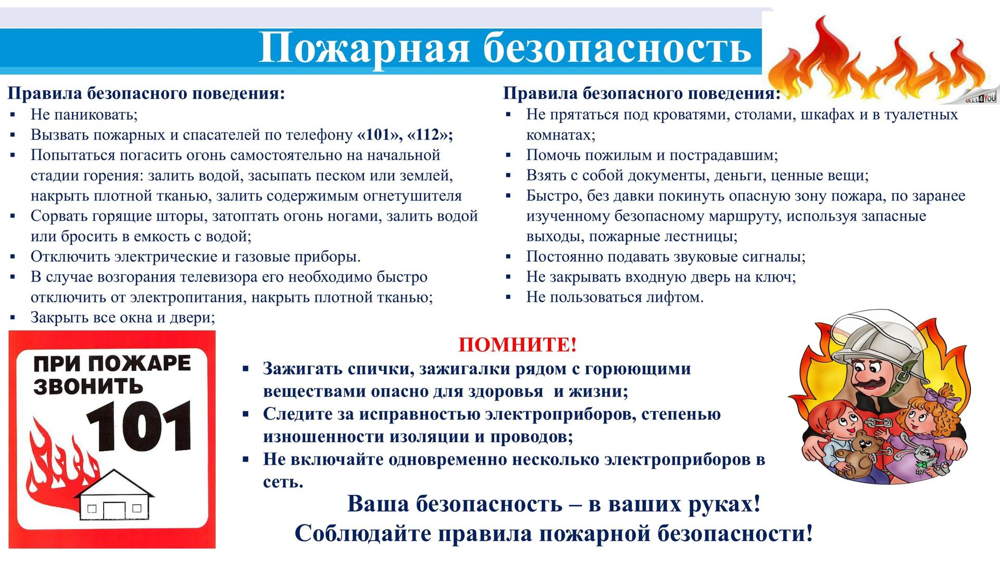 Пожарная безопасность
ALL4YOU
Правила безопасного поведения:
▪ Не паниковать;
▪ Вызвать пожарных и спасателей по телефону «101», «112»;
▪ Попытаться погасить огонь самостоятельно на начальной
стадии горения: залить водой, засыпать песком или землей,
накрыть плотной тканью, залить содержимым огнетушителя
▪ Сорвать горящие шторы, затоптать огонь ногами, залить водой
или бросить в емкость с водой;
▪ Отключить электрические и газовые приборы.
▪ В случае возгорания телевизора его необходимо быстро
отключить от электропитания, накрыть плотной тканью;
▪ Закрыть все окна и двери;
Правила безопасного поведения:
▪ Не прятаться под кроватями, столами, шкафах и в туалетных
комнатах;
▪ Помочь пожилым и пострадавшим;
▪ Взять с собой документы, деньги, ценные вещи;
▪ Быстро, без давки покинуть опасную зону пожара, по заранее
изученному безопасному маршруту, используя запасные
выходы, пожарные лестницы;
▪ Постоянно подавать звуковые сигналы;
▪ Не закрывать входную дверь на ключ;
▪ Не пользоваться лифтом.
ПРИ ПОЖАРЕ
ЗВОНИТЬ
101
ПОМНИТЕ!
▪ Зажигать спички, зажигалки рядом с горюющими
веществами опасно для здоровья и жизни;
▪ Следите за исправностью электроприборов, степенью
изношенности изоляции и проводов;
▪ Не включайте одновременно несколько электроприборов в
сеть.
Ваша безопасность – в ваших руках!
Соблюдайте правила пожарной безопасности!